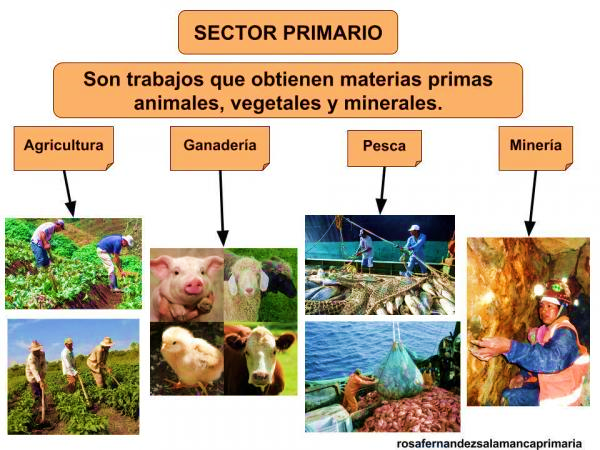 SECTOR PRIMARIO
Son trabajos que obtienen materias primas
animales, vegetales y minerales.
Agricultura
Ganadería
Pesca
Minería
rosafernandezsalamancaprimaria